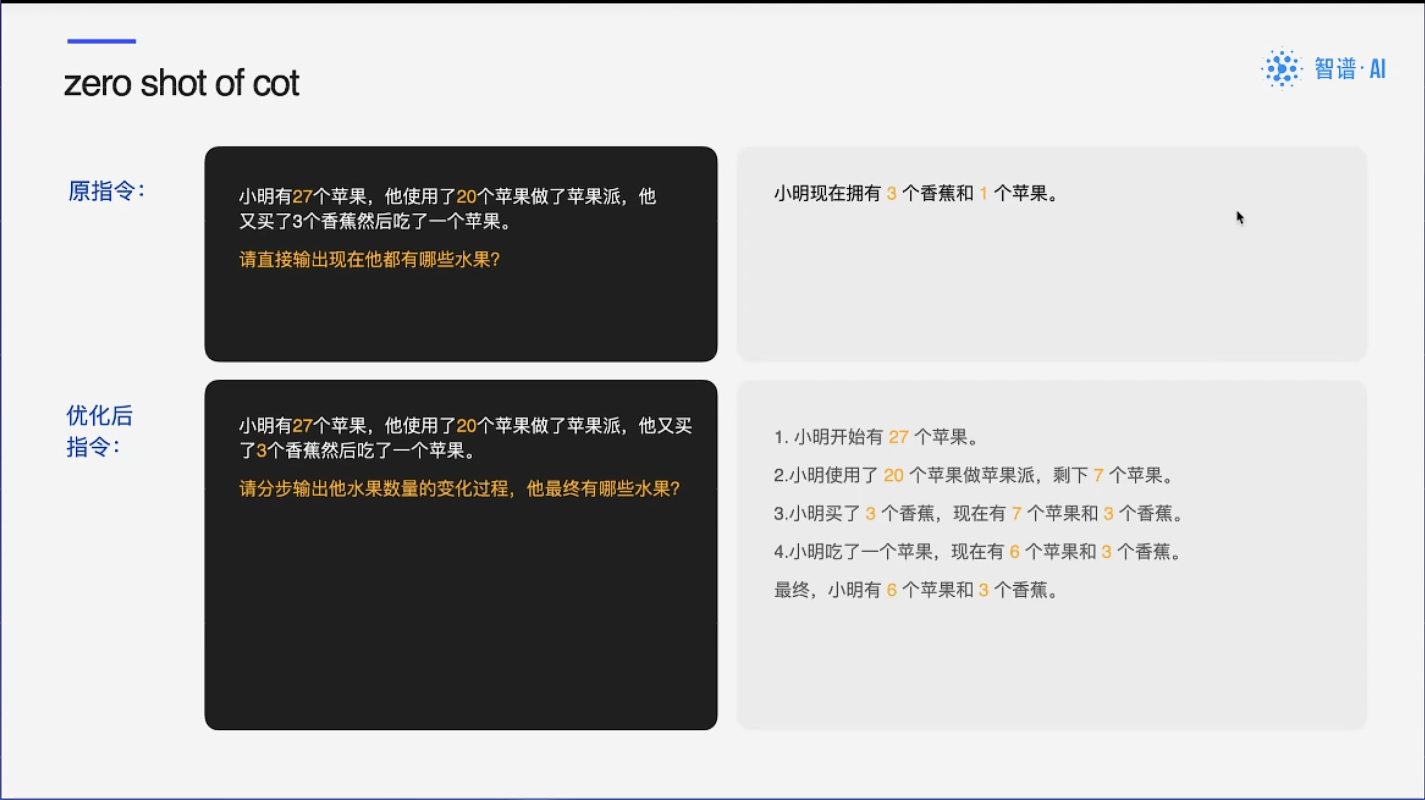 zero shot of cot
智谱·AI
原指令：
小明有27个苹果，他使用了20个苹果做了苹果派，他
又买了3个香蕉然后吃了一个苹果。
请直接输出现在他都有哪些水果？
小明现在拥有 3 个香蕉和 1 个苹果。
优化后
指令：
小明有27个苹果，他使用了20个苹果做了苹果派，他又买
了3个香蕉然后吃了一个苹果。
请分步输出他水果数量的变化过程，他最终有哪些水果？
1. 小明开始有 27 个苹果。
2.小明使用了 20 个苹果做苹果派，剩下 7 个苹果。
3.小明买了 3 个香蕉，现在有 7 个苹果和 3 个香蕉。
4.小明吃了一个苹果，现在有 6 个苹果和 3 个香蕉。
最终，小明有 6 个苹果和 3 个香蕉。